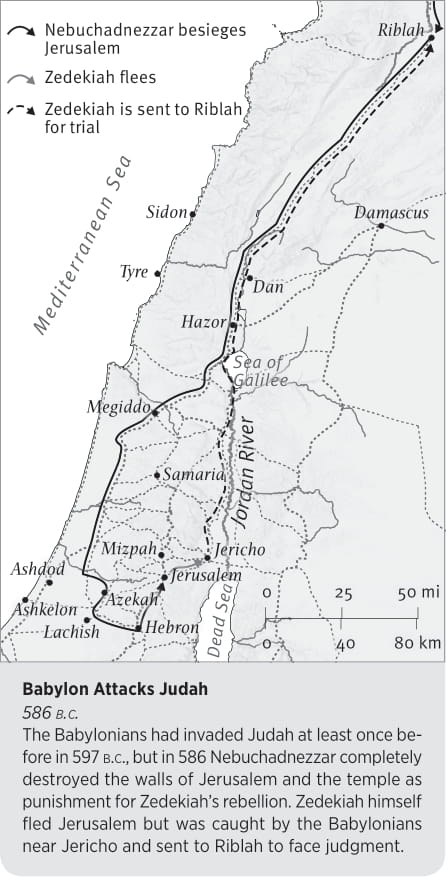 Nebuchadnezzar besieges
Jerusalem
Zedekiah flees
Zedekiah is sent to Riblah
for trial
Riblah
Mediterranean Sea
Sidon
Damascus
Tyre
Dan
Hazor
Sea of
Galilee
Megiddo
Jordan River
Samaria
Mizpah
Jericho
Ashdod
Jerusalem
Azekah
Ashkelon
Lachish
Hebron
Dead Sea
0 25 50 mi
0 40 80 km
Babylon Attacks Judah
586 B.C.
The Babylonians had invaded Judah at least once be-
fore in 597 B.C., but in 586 Nebuchadnezzar completely
destroyed the walls of Jerusalem and the temple as
punishment for Zedekiah’s rebellion. Zedekiah himself
fled Jerusalem but was caught by the Babylonians
near Jericho and sent to Riblah to face judgment.